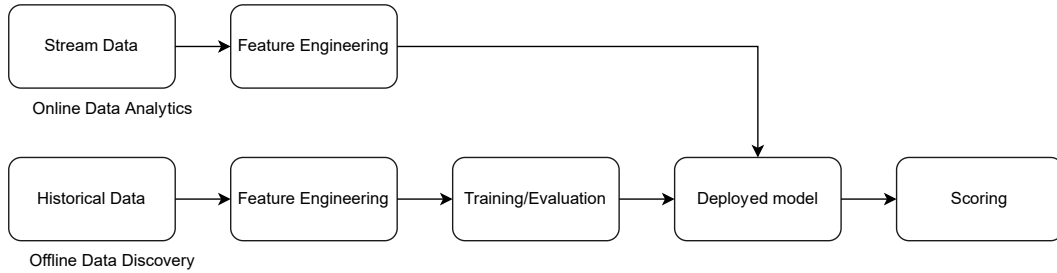 Stream Data
Feature Engineering
Online Data Analytics
Historical Data
Feature Engineering
Training/Evaluation
Deployed model
Scoring
Offline Data Discovery